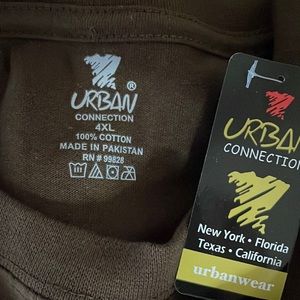 URBAN
®
CONNECTION
4XL
100% COTTON
MADE IN PAKISTAN
RN # 99828
URBAN
CONNECTION
New York • Florida
Texas • California
urbanwear